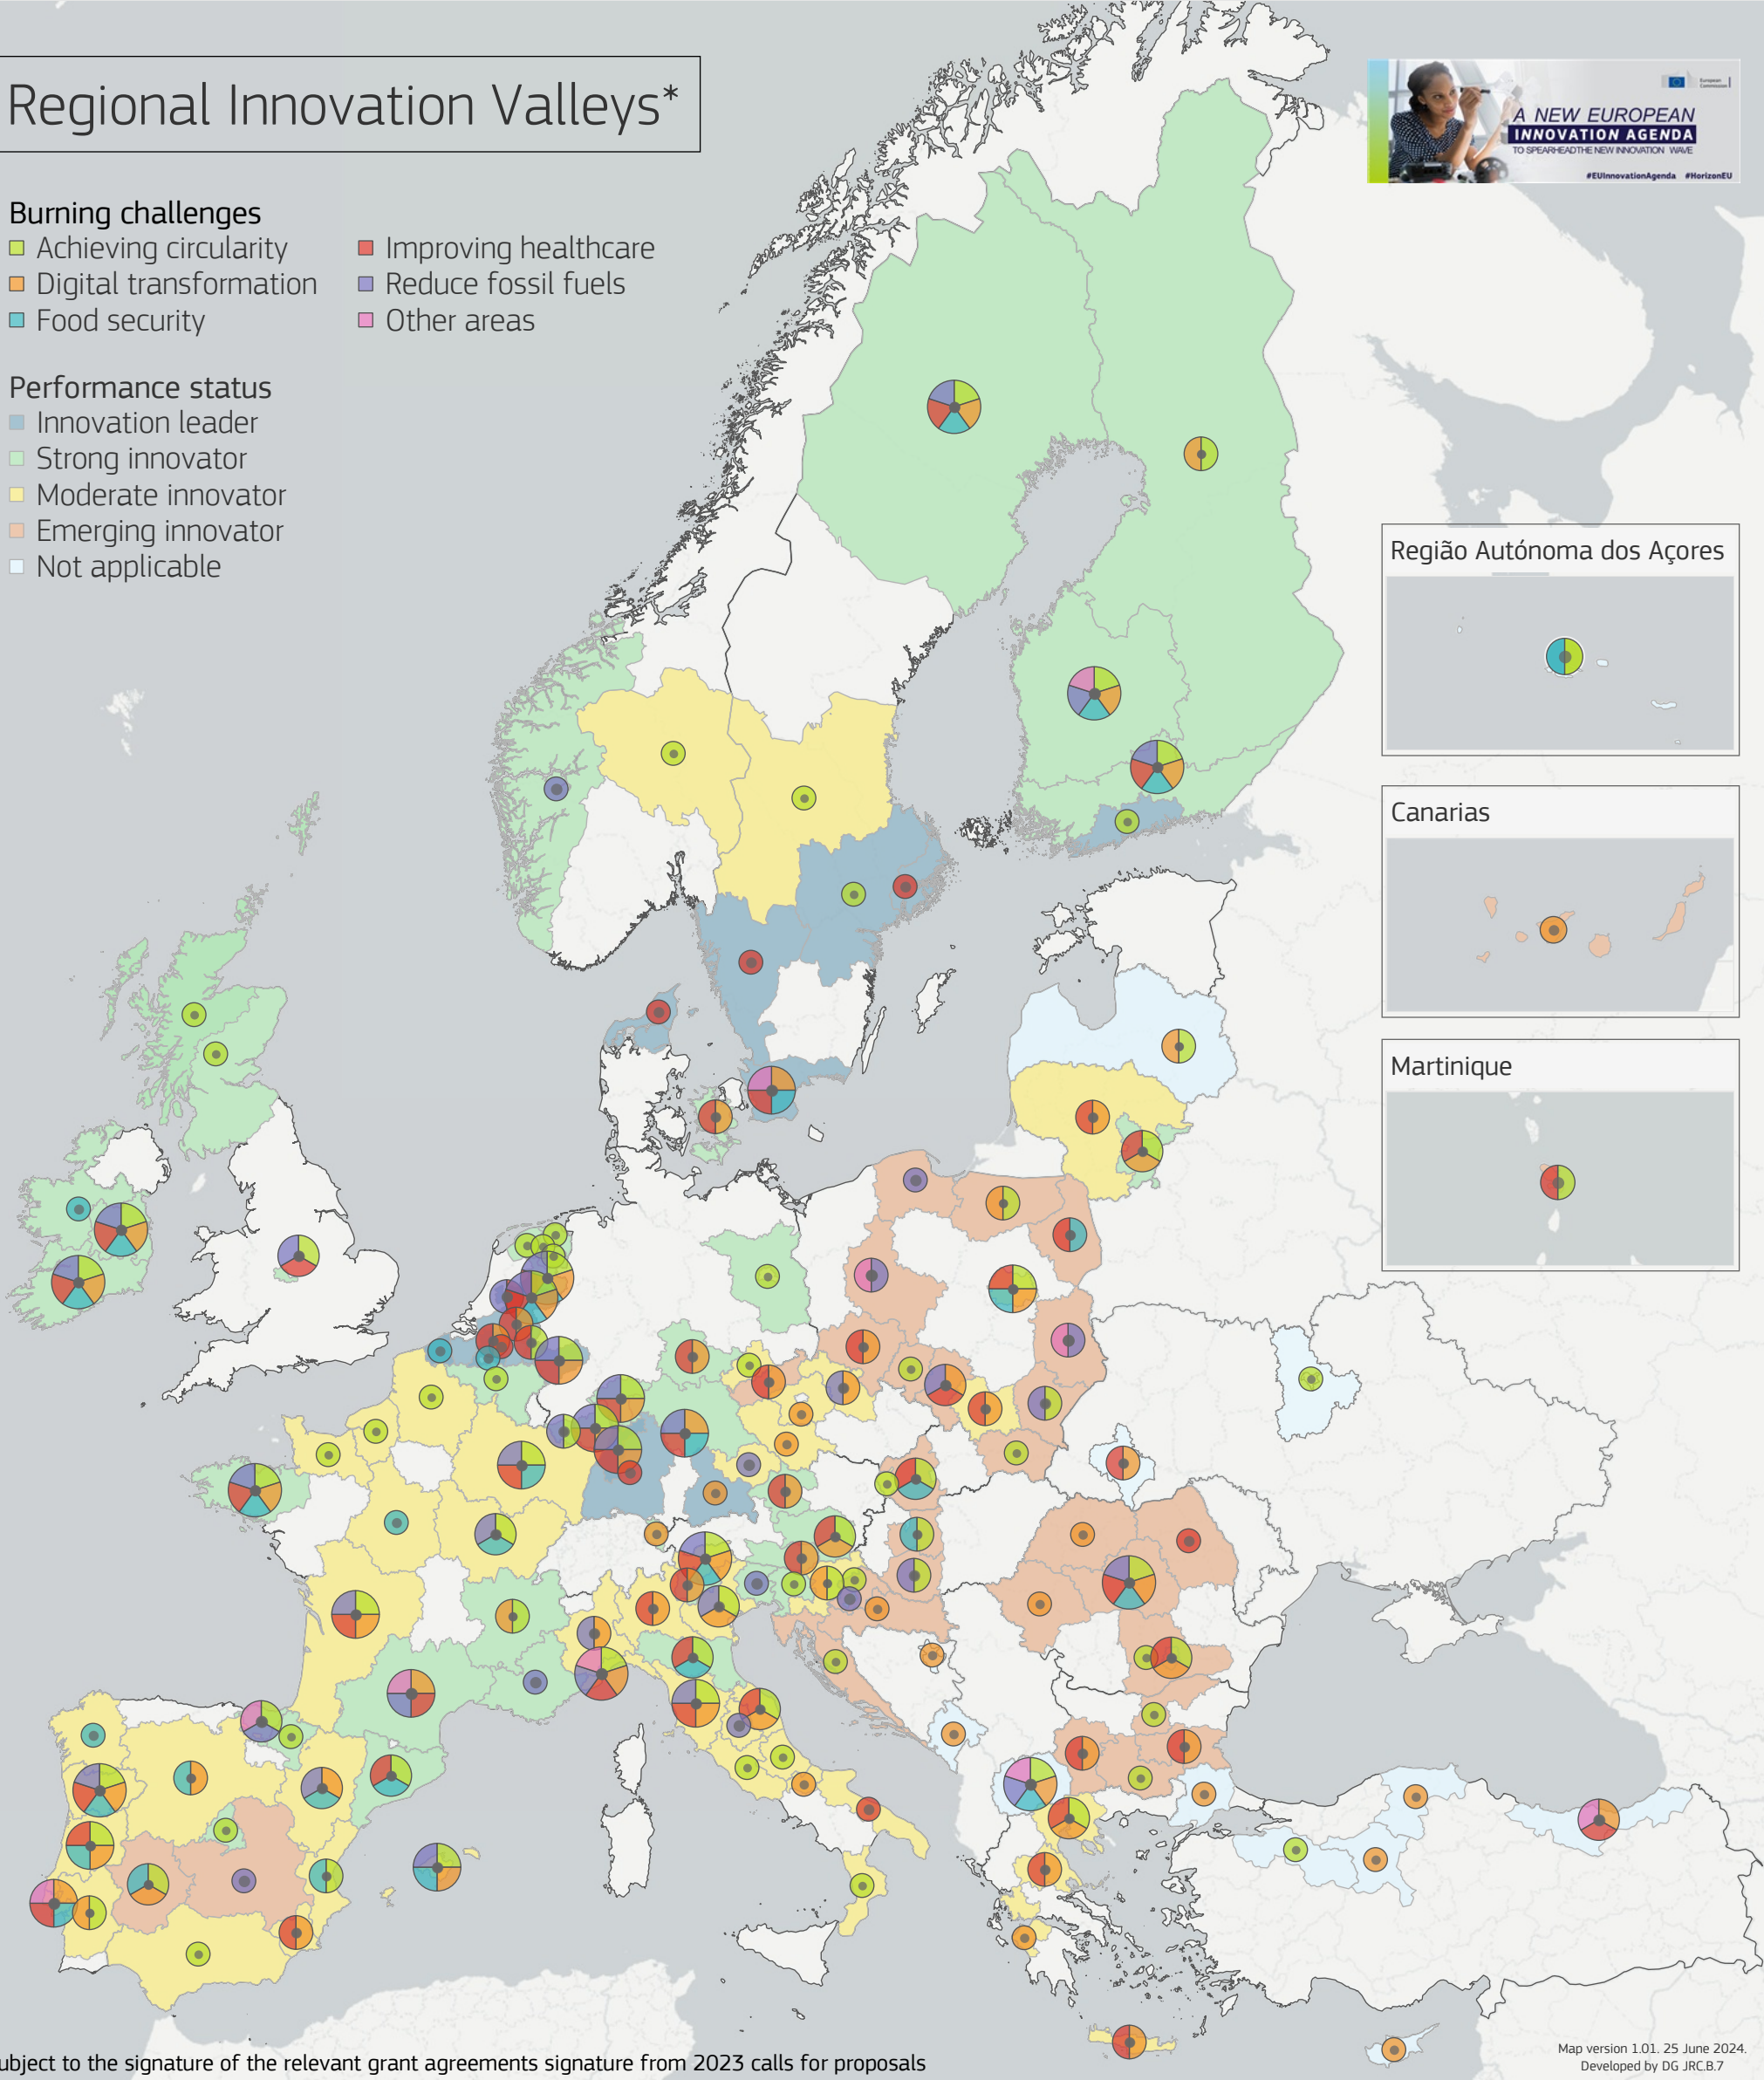 Regional Innovation Valleys*
Burning challenges
Achieving circularity
Digital transformation
Food security
Improving healthcare
Reduce fossil fuels
Other areas
Performance status
Innovation leader
Strong innovator
Moderate innovator
Emerging innovator
Not applicable
European
Commission
A NEW EUROPEAN
INNOVATION AGENDA
TO SPEARHEAD THE NEW INNOVATION WAVE
#EUInnovationAgenda #HorizonEU
Região Autónoma dos Açores
Canarias
Martinique
ubject to the signature of the relevant grant agreements signature from 2023 calls for proposals
Map version 1.01. 25 June 2024.
Developed by DG JRC.B.7